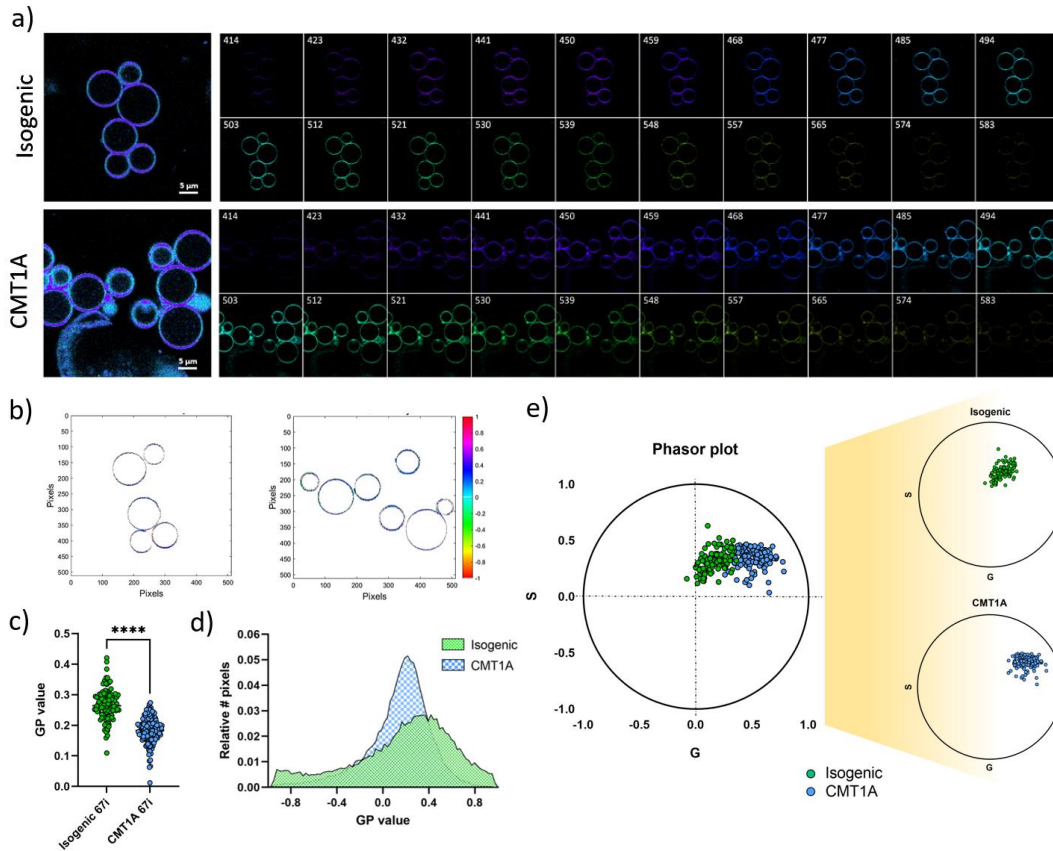 a)
Isogenic
5 µm
414 423 432 441 450 459 468 477 485 494
503 512 521 530 539 548 557 565 574 583
CMT1A
5 µm
414 423 432 441 450 459 468 477 485 494
503 512 521 530 539 548 557 565 574 583
b)
Pixels
0
50
100
150
200
250
300
350
400
450
500
0 100 200 300 400 500
Pixels
Pixels
0
50
100
150
200
250
300
350
400
450
500
0 100 200 300 400 500
Pixels
1
0.8
0.6
0.4
0.2
0
-0.2
-0.4
-0.6
-0.8
-1
c)
****
GP value
0.5
0.4
0.3
0.2
0.1
0.0
Isogenic 67i
CMT1A 67i
d)
Relative # pixels
0.06
0.05
0.04
0.03
0.02
0.01
0.00
-0.8 -0.4 0.0 0.4 0.8
GP value
Isogenic
CMT1A
e)
Phasor plot
S
1.0
0.5
0.0
-0.5
-1.0
-1.0 -0.5 0.0 0.5 1.0
G
Isogenic
CMT1A
Isogenic
S
G
CMT1A
S
G